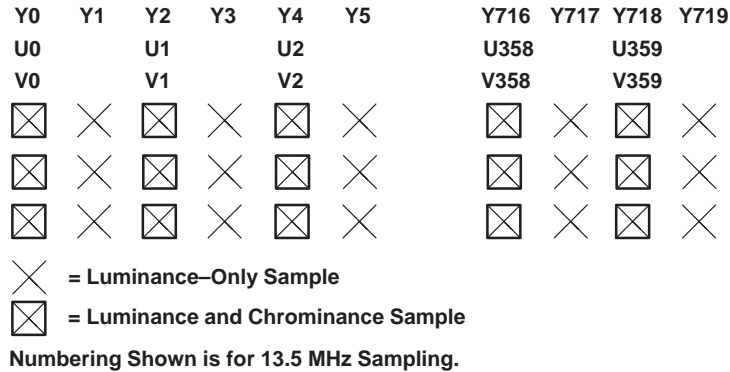 Y0 Y1 Y2 Y3 Y4 Y5 Y716 Y717 Y718 Y719
U0 U1 U2 U358 U359
V0 V1 V2 V358 V359
= Luminance–Only Sample
= Luminance and Chrominance Sample
Numbering Shown is for 13.5 MHz Sampling.